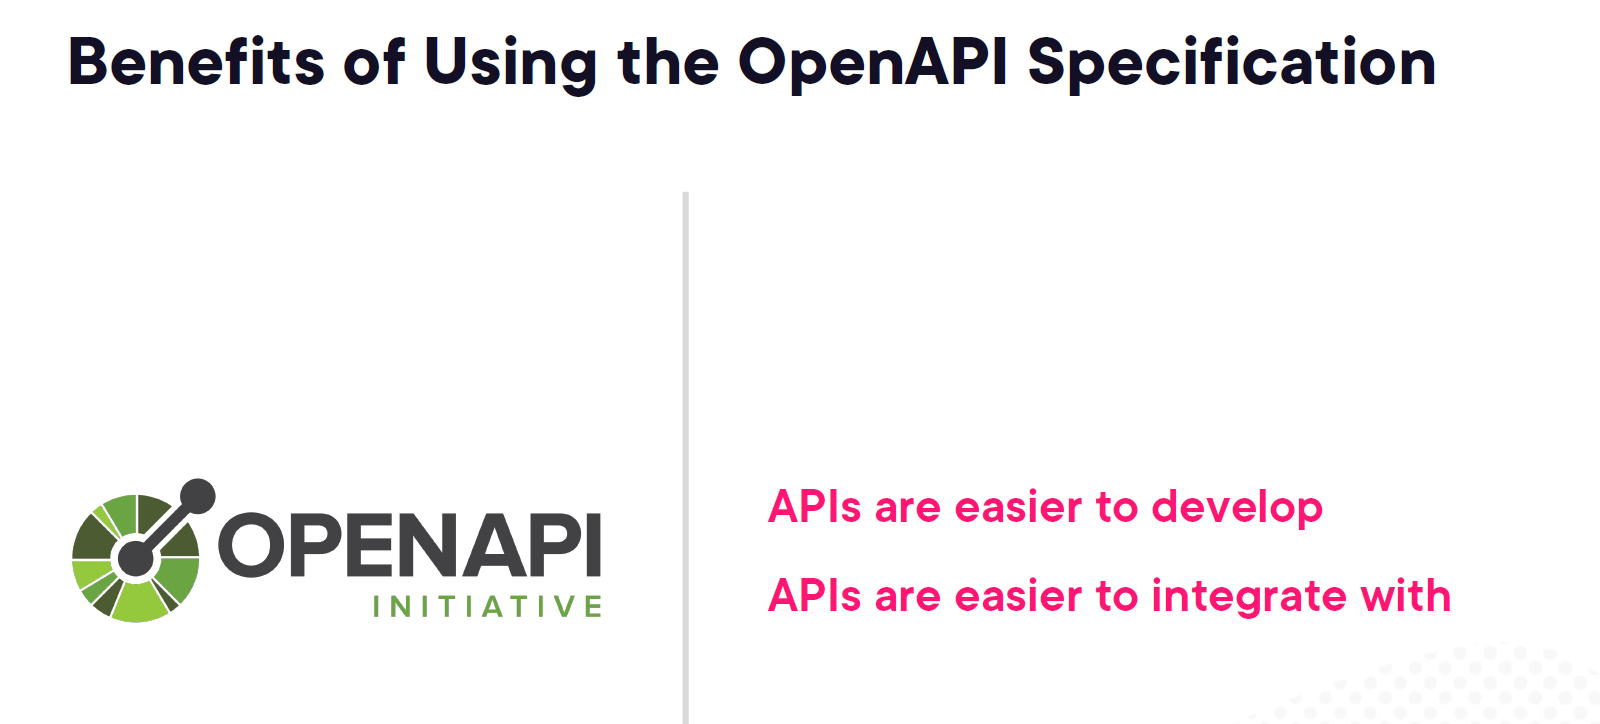 Benefits of Using the OpenAPI Specification
OPENAPI
INITIATIVE
APIs are easier to develop
APIs are easier to integrate with